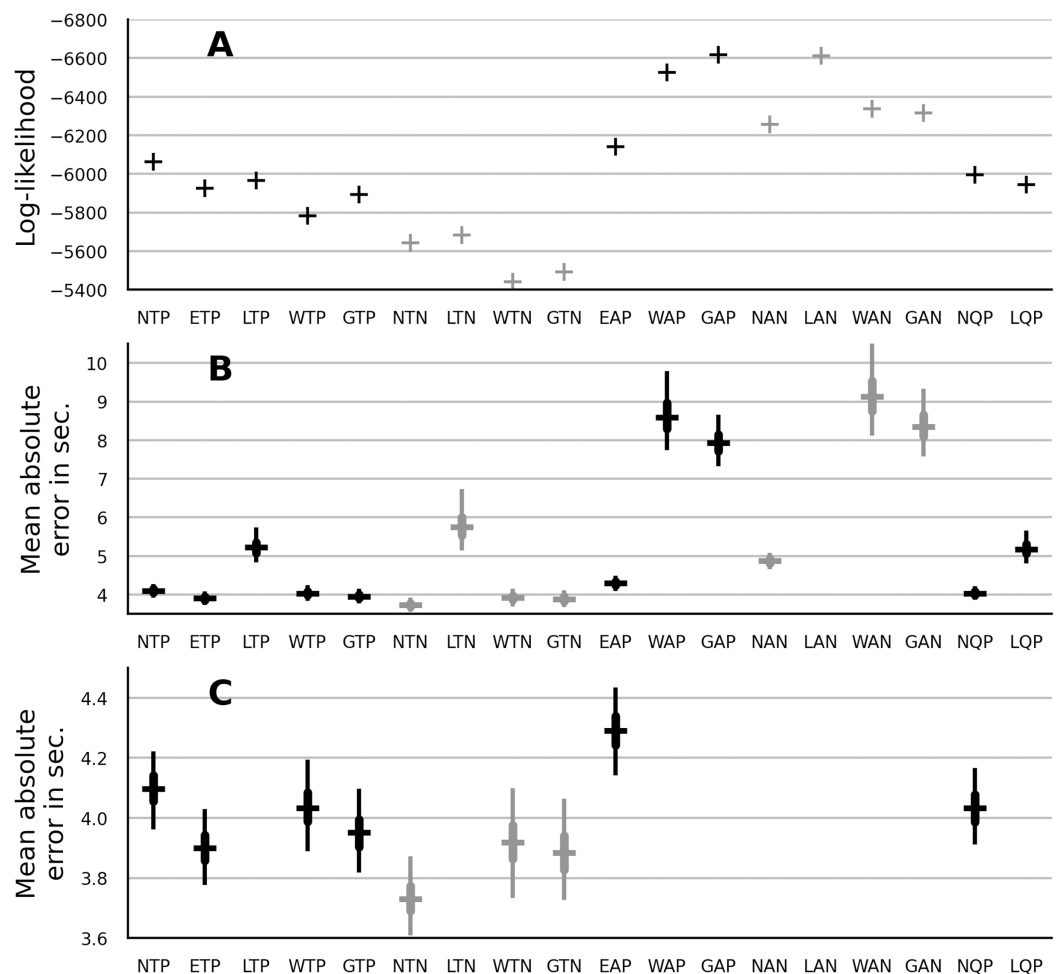 A
Log-likelihood
−6800
−6600
−6400
−6200
−6000
−5800
−5600
−5400
NTP ETP LTP WTP GTP NTN LTN WTN GTN EAP WAP GAP NAN LAN WAN GAN NQP LQP
B
Mean absolute
error in sec.
10
9
8
7
6
5
4
NTP ETP LTP WTP GTP NTN LTN WTN GTN EAP WAP GAP NAN LAN WAN GAN NQP LQP
C
Mean absolute
error in sec.
4.4
4.2
4.0
3.8
3.6
NTP ETP LTP WTP GTP NTN LTN WTN GTN EAP WAP GAP NAN LAN WAN GAN NQP LQP